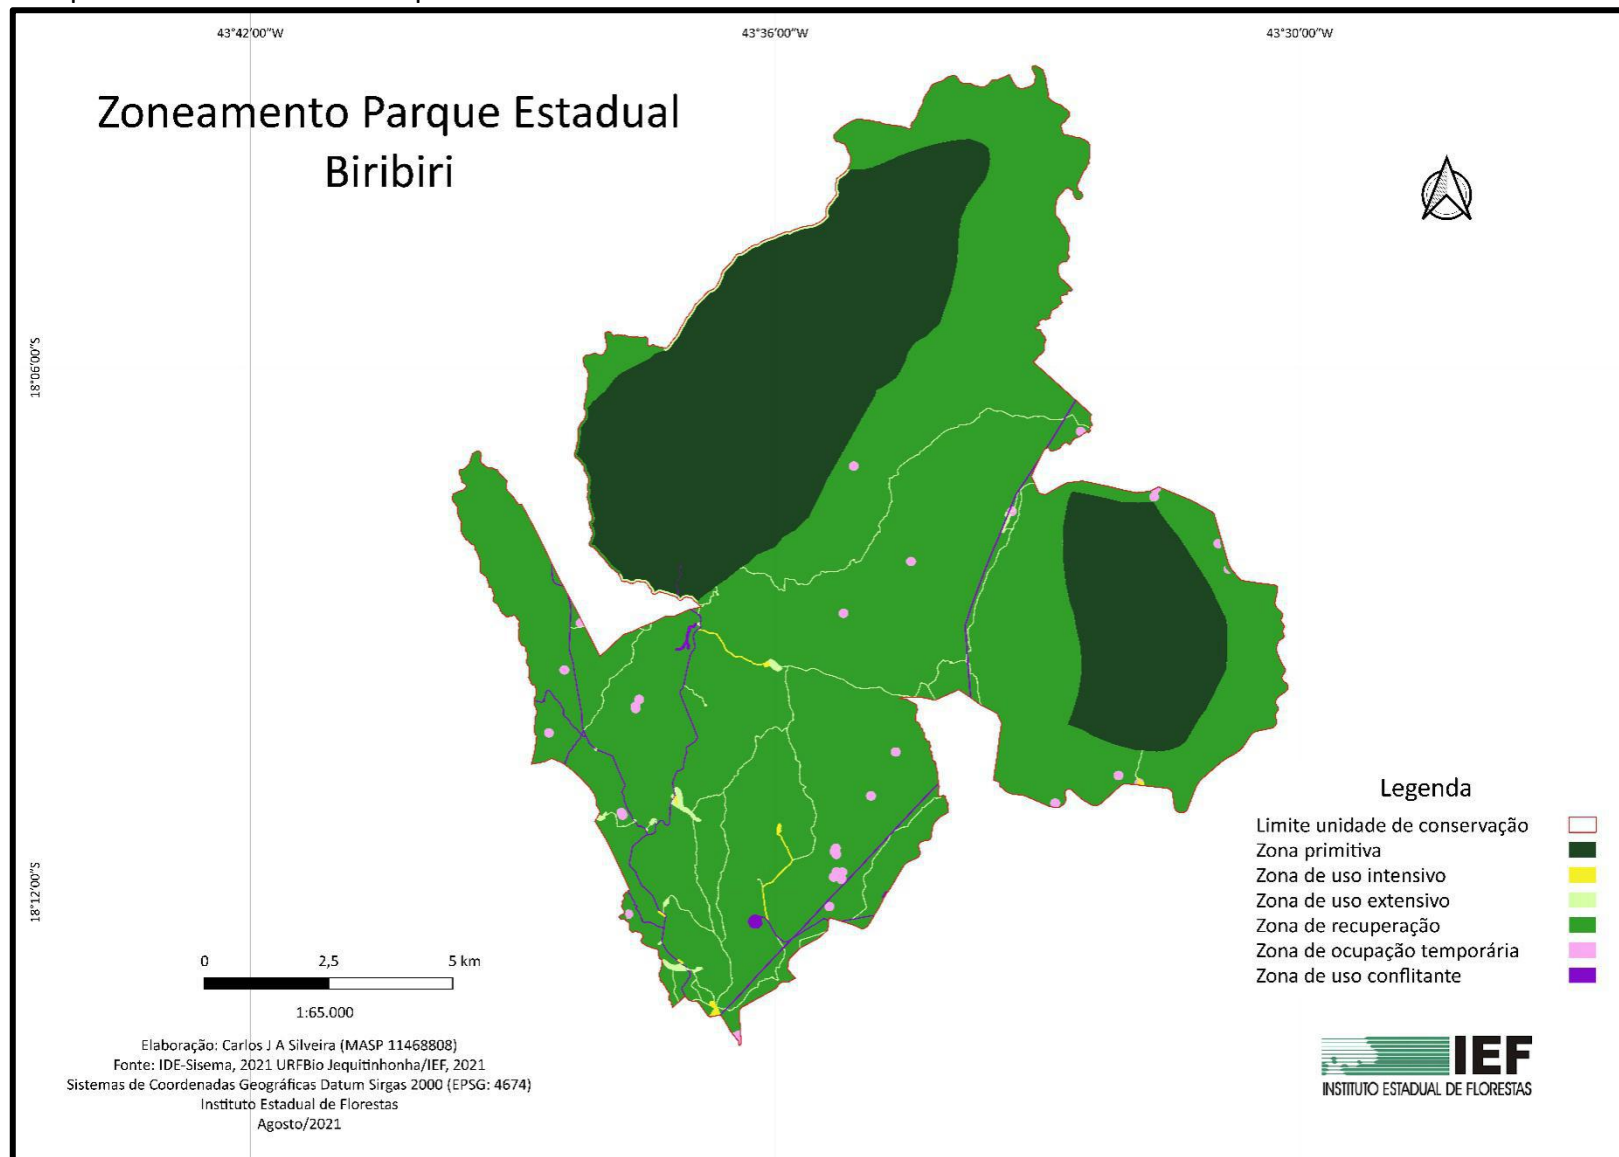 43°42'00"W
43°36'00"W
43°30'00"W
Zoneamento Parque Estadual
Biribiri
18°06'00"S
18°12'00"S
Legenda
Limite unidade de conservação
Zona primitiva
Zona de uso intensivo
Zona de uso extensivo
Zona de recuperação
Zona de ocupação temporária
Zona de uso conflitante
0 2,5 5 km
1:65.000
Elaboração: Carlos J A Silveira (MASP 11468808)
Fonte: IDE-Sisema, 2021 URFBio Jequitinhonha/IEF, 2021
Sistemas de Coordenadas Geográficas Datum Sirgas 2000 (EPSG: 4674)
Instituto Estadual de Florestas
Agosto/2021
IEF
INSTITUTO ESTADUAL DE FLORESTAS